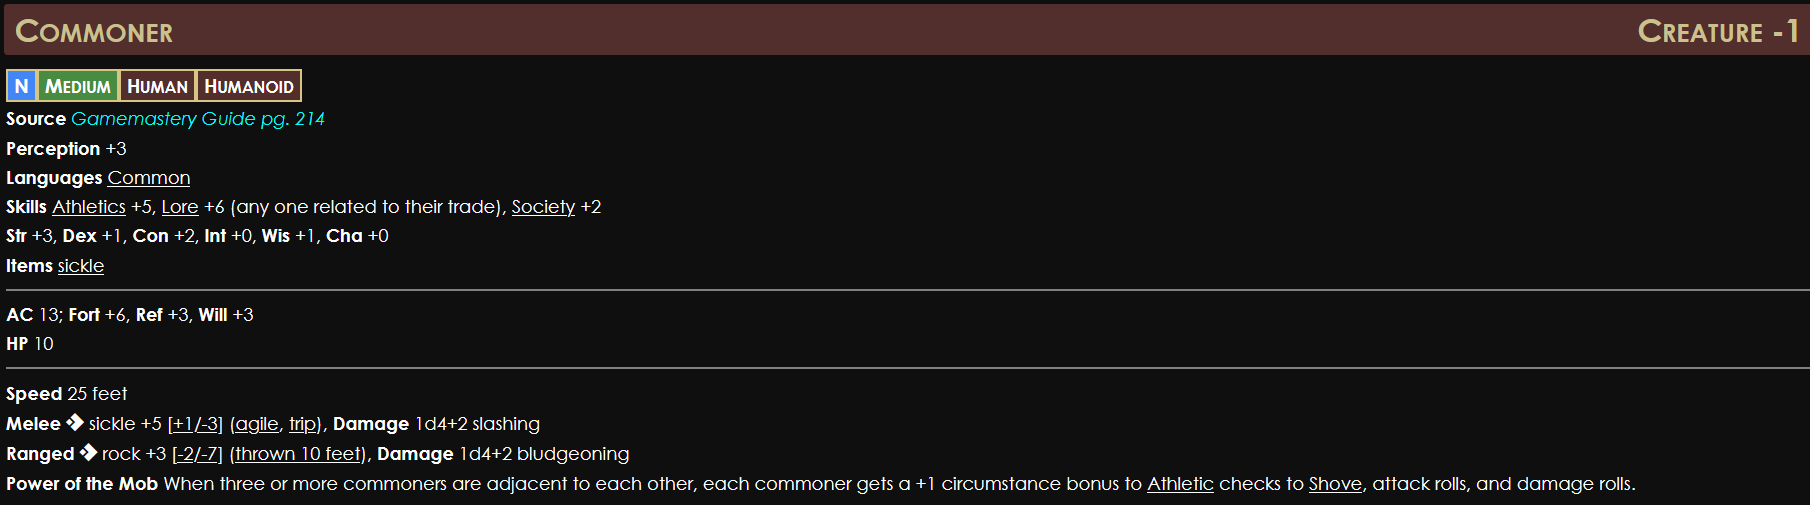 Commoner Creature -1
N Medium Human Humanoid
Source Gamemastery Guide pg. 214
Perception +3
Languages Common
Skills Athletics +5, Lore +6 (any one related to their trade), Society +2
Str +3, Dex +1, Con +2, Int +0, Wis +1, Cha +0
Items sickle
AC 13; Fort +6, Ref +3, Will +3
HP 10
Speed 25 feet
Melee sickle +5 [+1/-3] (agile, trip), Damage 1d4+2 slashing
Ranged rock +3 [-2/-7] (thrown 10 feet), Damage 1d4+2 bludgeoning
Power of the Mob When three or more commoners are adjacent to each other, each commoner gets a +1 circumstance bonus to Athletic checks to Shove, attack rolls, and damage rolls.